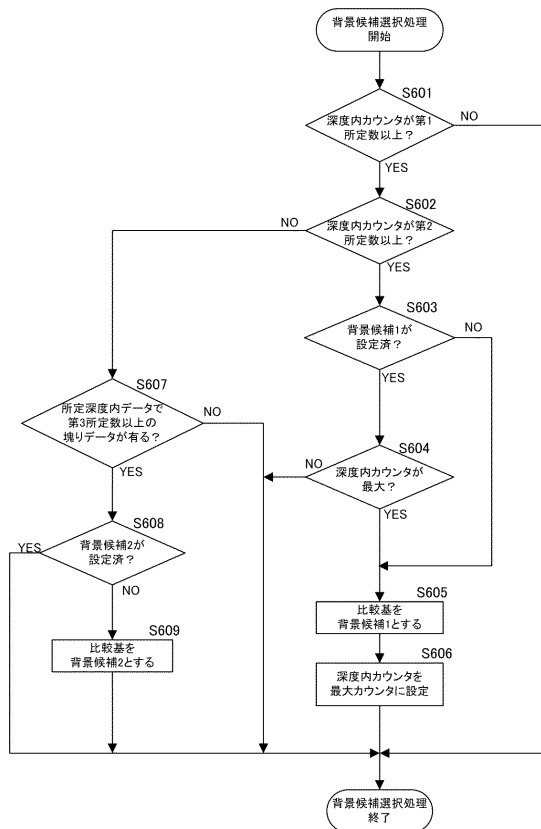 背景候補選択処理
開始
S601
深度内カウンタが第1
所定数以上？
NO
YES
S602
深度内カウンタが第2
所定数以上？
NO
YES
S603
背景候補1が
設定済？
NO
YES
S607
所定深度内データで
第3所定数以上の
塊りデータが有る？
NO
YES
S604
深度内カウンタが
最大？
NO
YES
S608
背景候補2が
設定済？
YES
NO
S605
比較基を
背景候補1とする
S609
比較基を
背景候補2とする
S606
深度内カウンタを
最大カウンタに設定
背景候補選択処理
終了